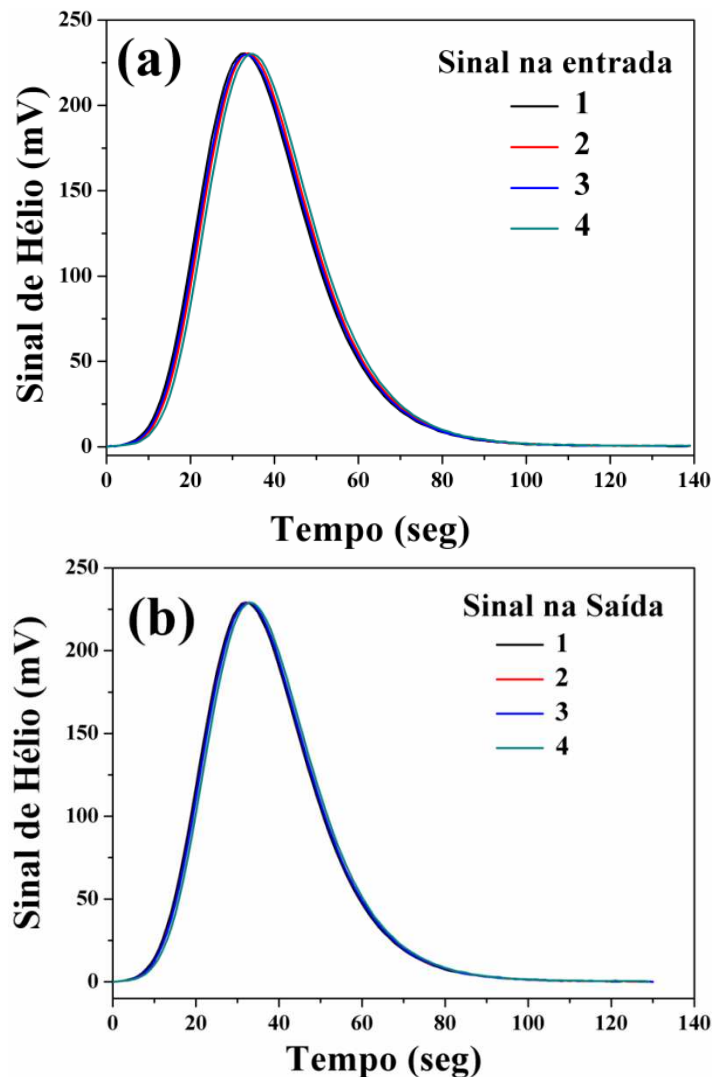 (a)
Sinal na entrada
1
2
3
4
Sinal de Hélio (mV)
250
200
150
100
50
0
0 20 40 60 80 100 120 140
Tempo (seg)
(b)
Sinal na Saída
1
2
3
4
Sinal de Hélio (mV)
250
200
150
100
50
0
0 20 40 60 80 100 120 140
Tempo (seg)